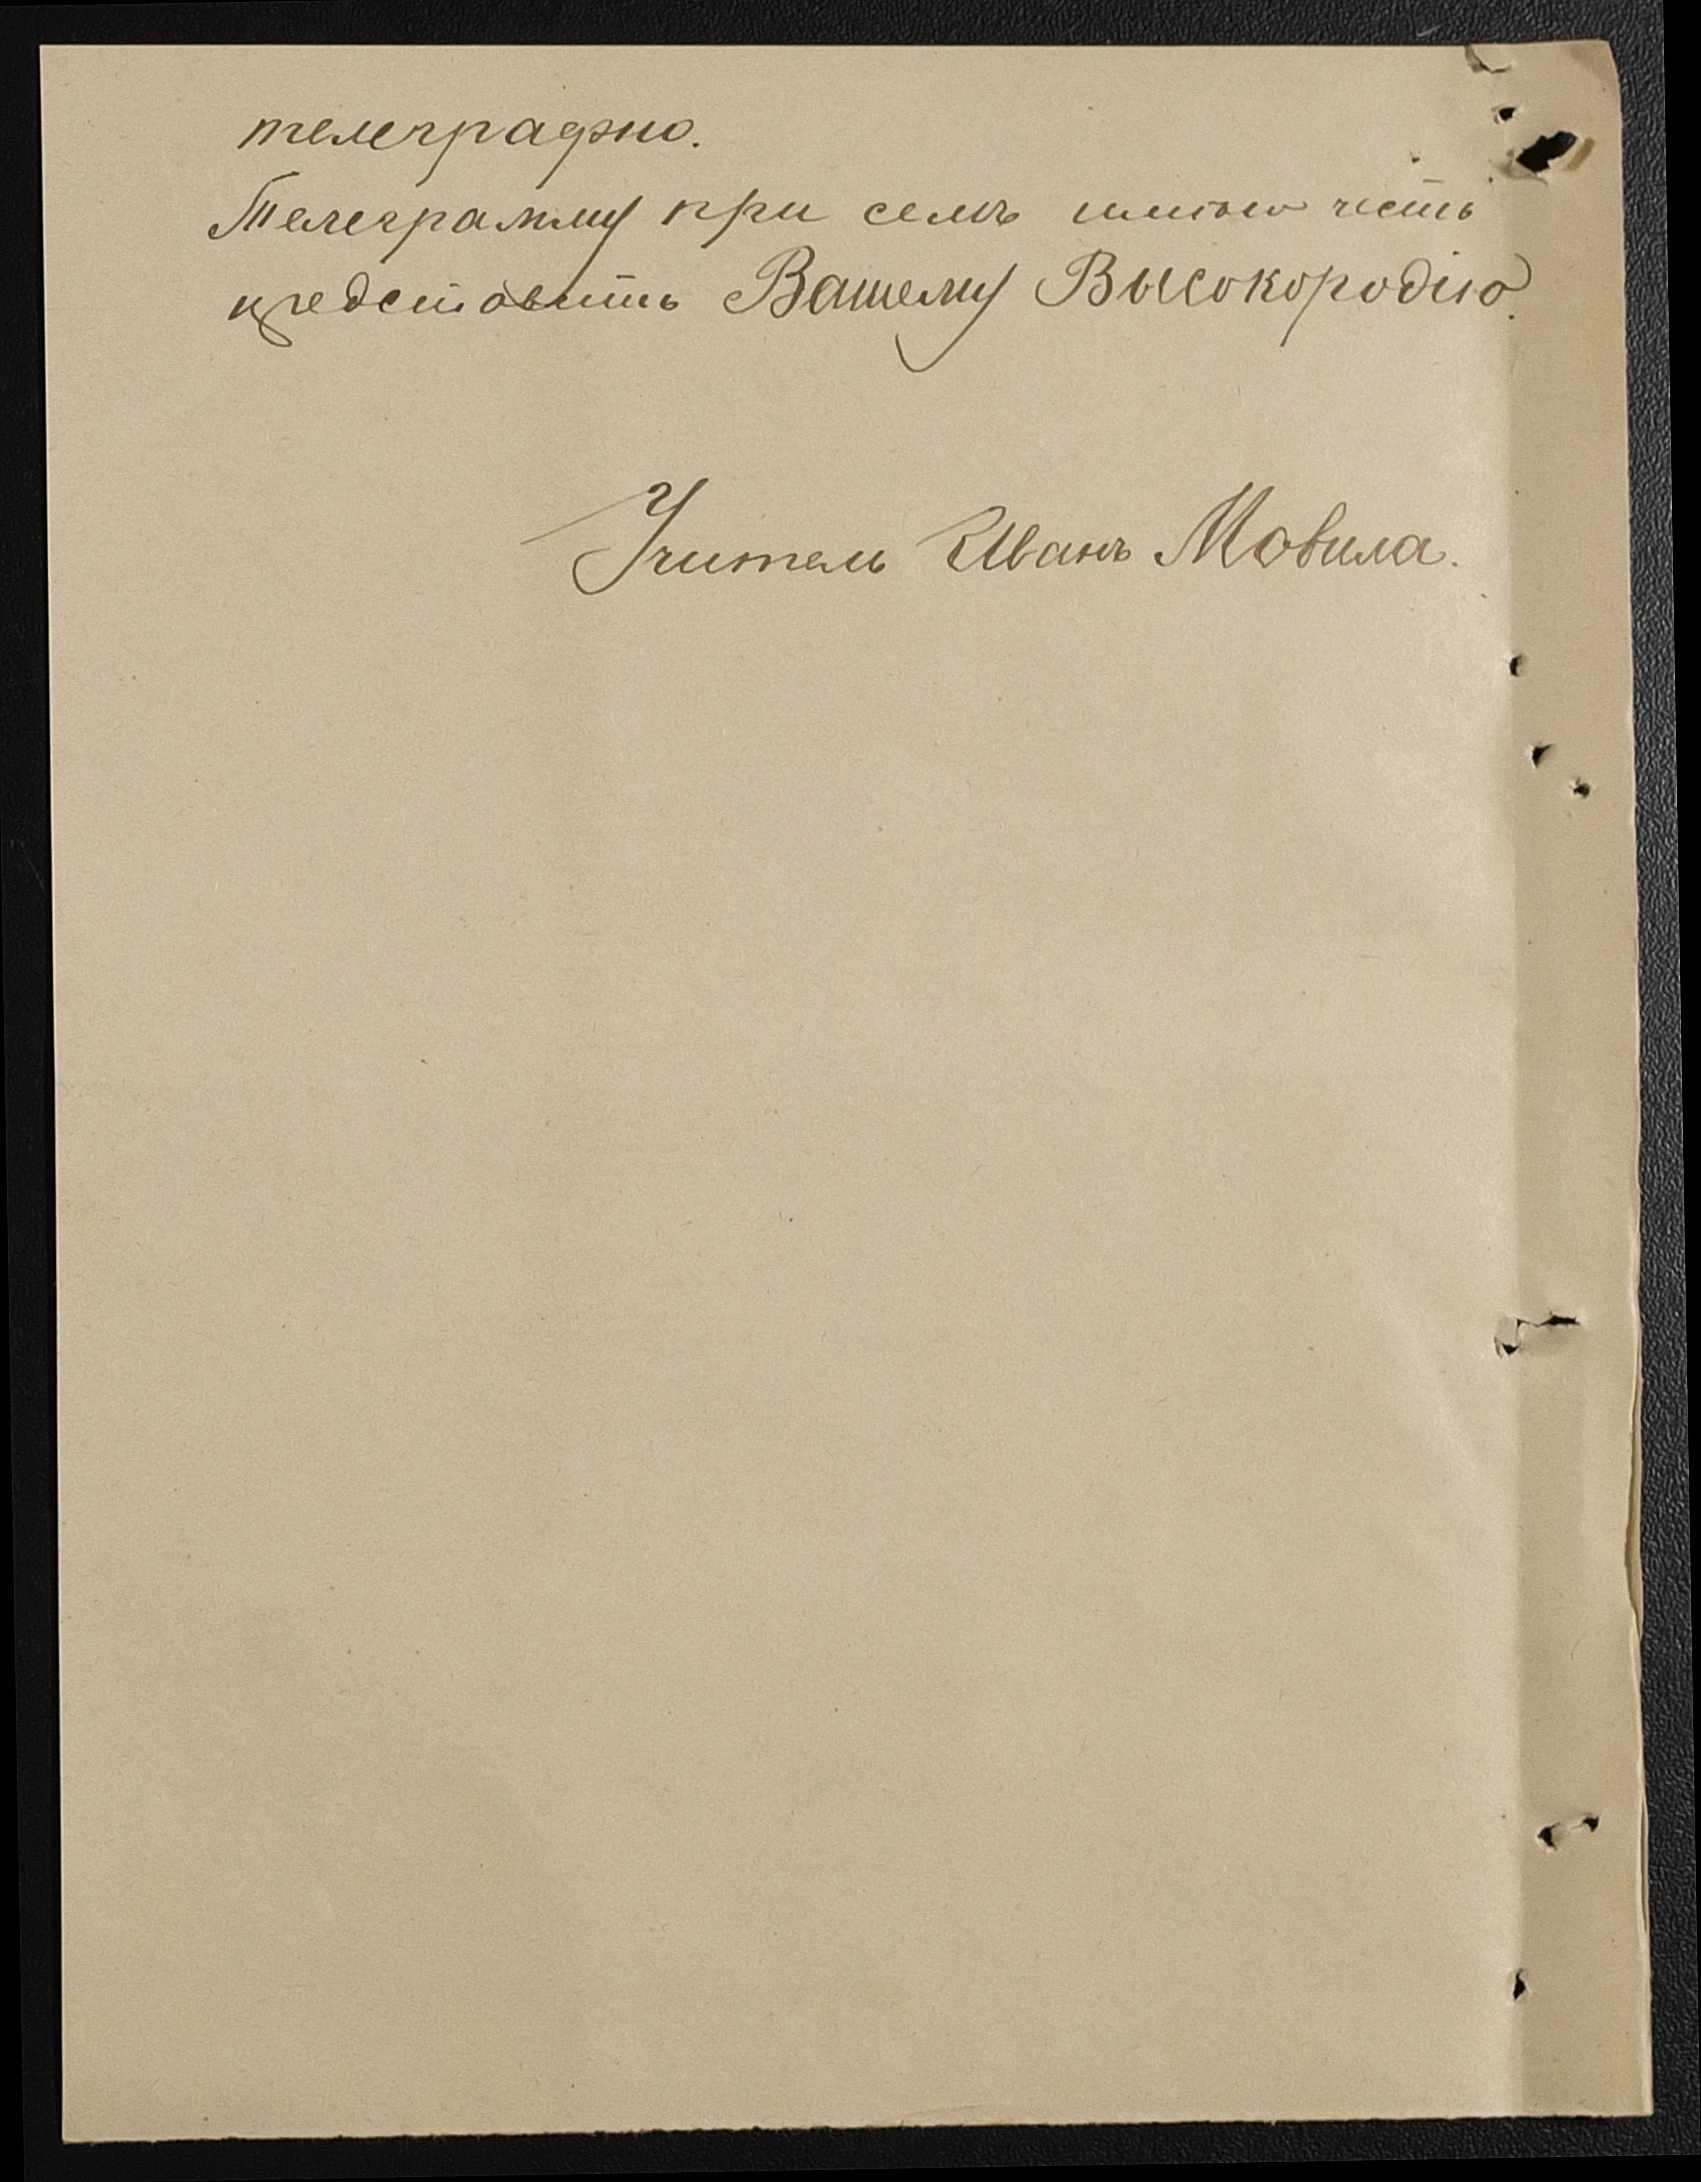 телеграфно.
Телеграмму при семъ имѣю честь
представить Вашему Высокородію.
Учитель Иванъ Мовила.